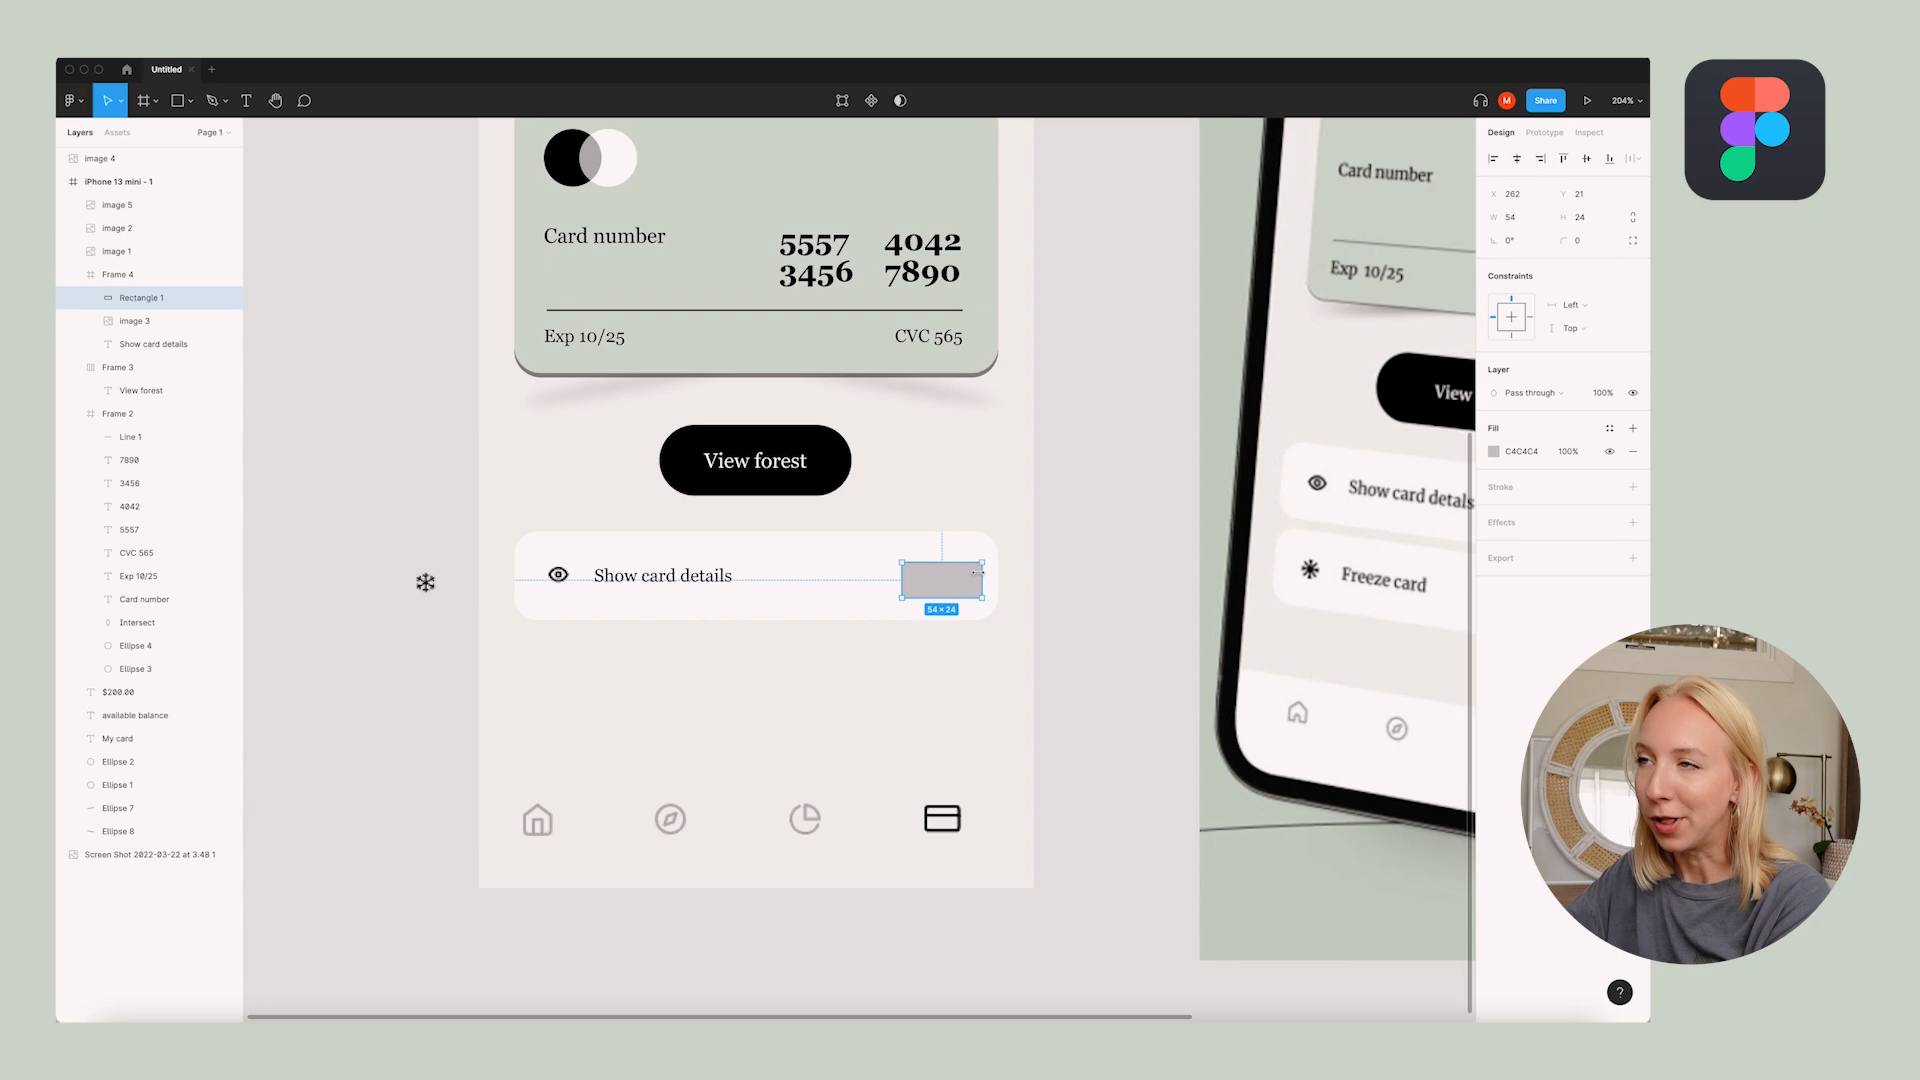 Untitled
M
Share
204%
Layers
Assets
Page 1
image 4
iPhone 13 mini - 1
image 5
image 2
image 1
Frame 4
Rectangle 1
image 3
Show card details
Frame 3
View forest
Frame 2
Line 1
7890
3456
4042
5557
CVC 565
Exp 10/25
Card number
Intersect
Ellipse 4
Ellipse 3
$200.00
available balance
My card
Ellipse 2
Ellipse 1
Ellipse 7
Ellipse 8
Screen Shot 2022-03-22 at 3.48 1
Card number
5557 4042
3456 7890
Exp 10/25
CVC 565
View forest
Show card details
54 × 24
Card number
Exp 10/25
View
Show card detals
Freeze card
Design
Prototype
Inspect
X 262
Y 21
W 54
H 24
0°
0
Constraints
Left
Top
Layer
Pass through
100%
Fill
C4C4C4
100%
Stroke
Effects
Export
?